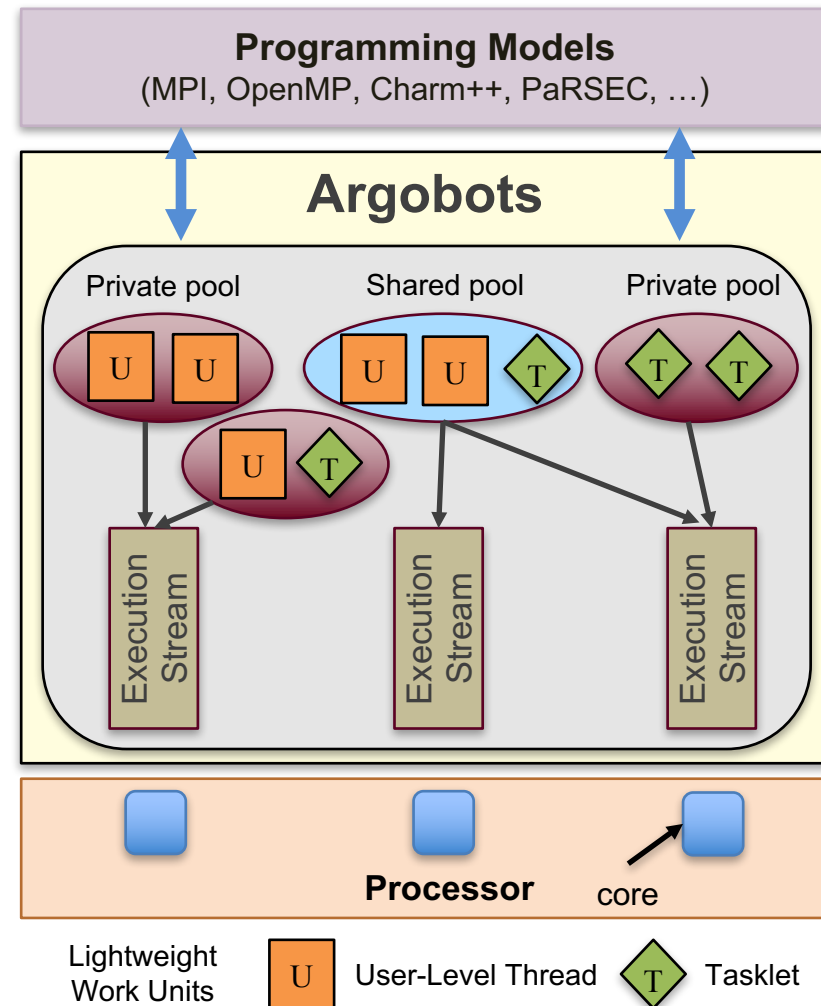 Programming Models
(MPI, OpenMP, Charm++, PaRSEC, …)
Argobots
Private pool
Shared pool
Private pool
U
U
U
U
T
T
T
U
T
Execution
Stream
Execution
Stream
Execution
Stream
Processor
core
Lightweight
Work Units
U
User-Level Thread
T
Tasklet